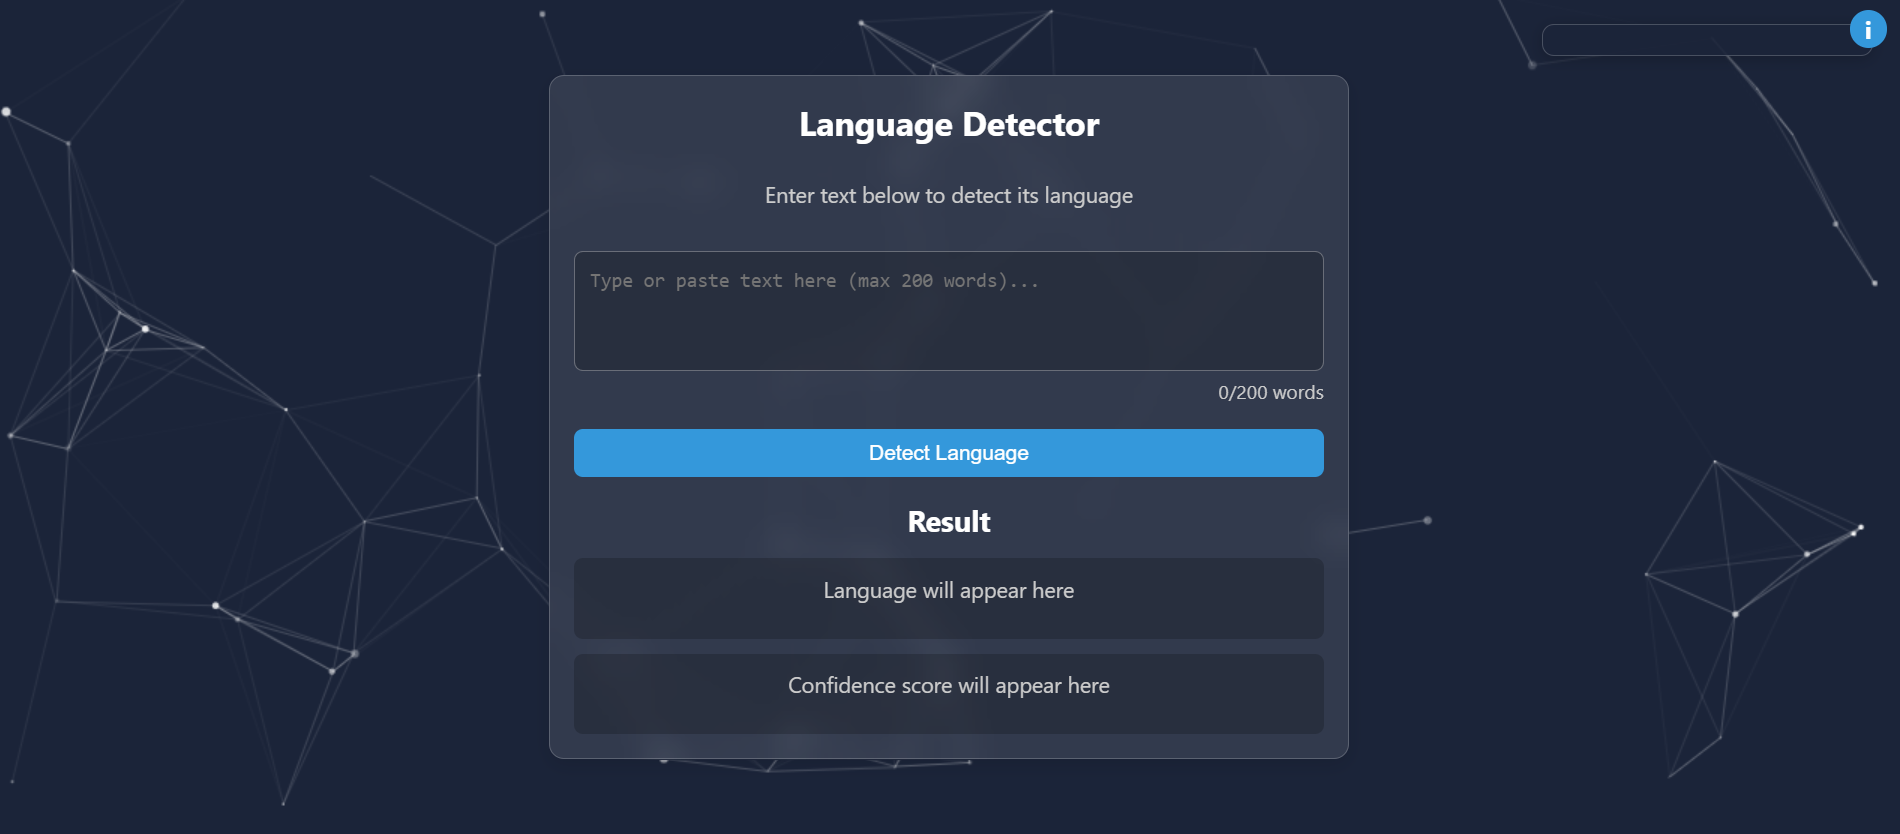 i
Language Detector
Enter text below to detect its language
Type or paste text here (max 200 words)...
0/200 words
Detect Language
Result
Language will appear here
Confidence score will appear here